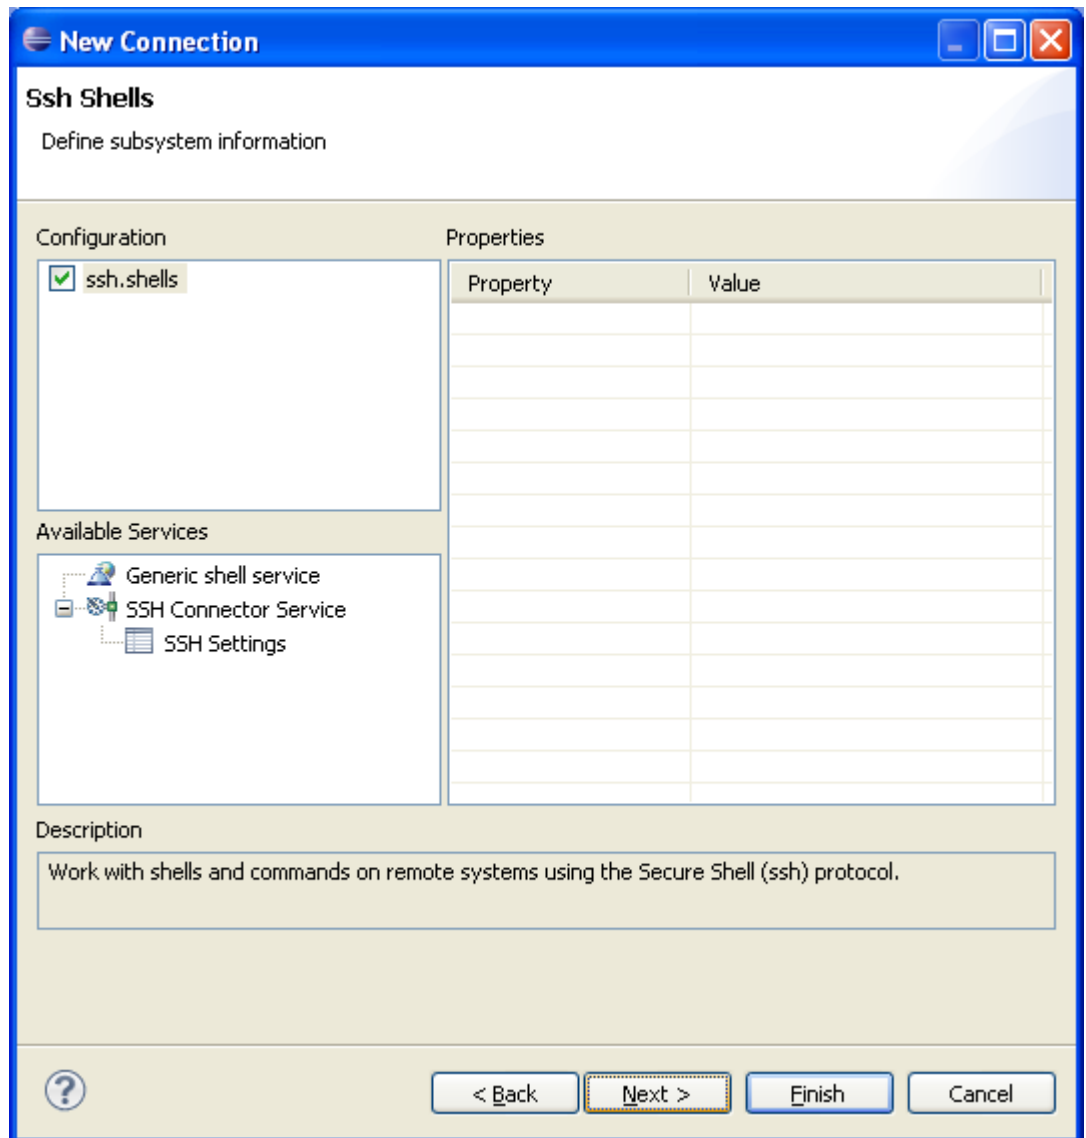 New Connection
Ssh Shells
Define subsystem information
Configuration
ssh.shells
Properties
Property Value
Available Services
Generic shell service
SSH Connector Service
SSH Settings
Description
Work with shells and commands on remote systems using the Secure Shell (ssh) protocol.
? < Back Next > Finish Cancel